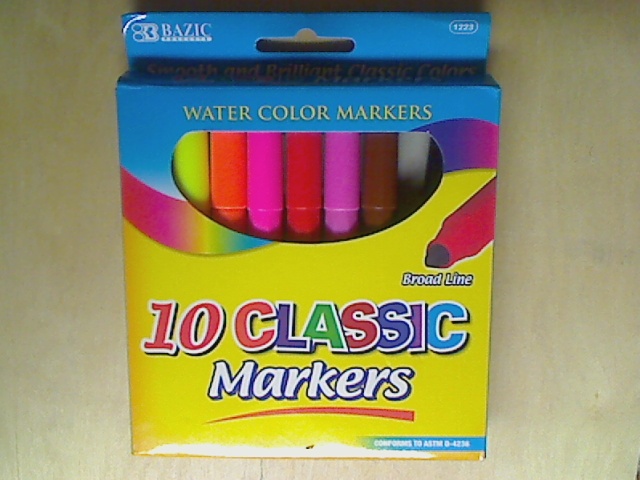 BAZIC
PRODUCTS
1223
Smooth and Brilliant Classic Colors
WATER COLOR MARKERS
Broad Line
10 CLASSIC
Markers
CONFORMS TO ASTM D-4236